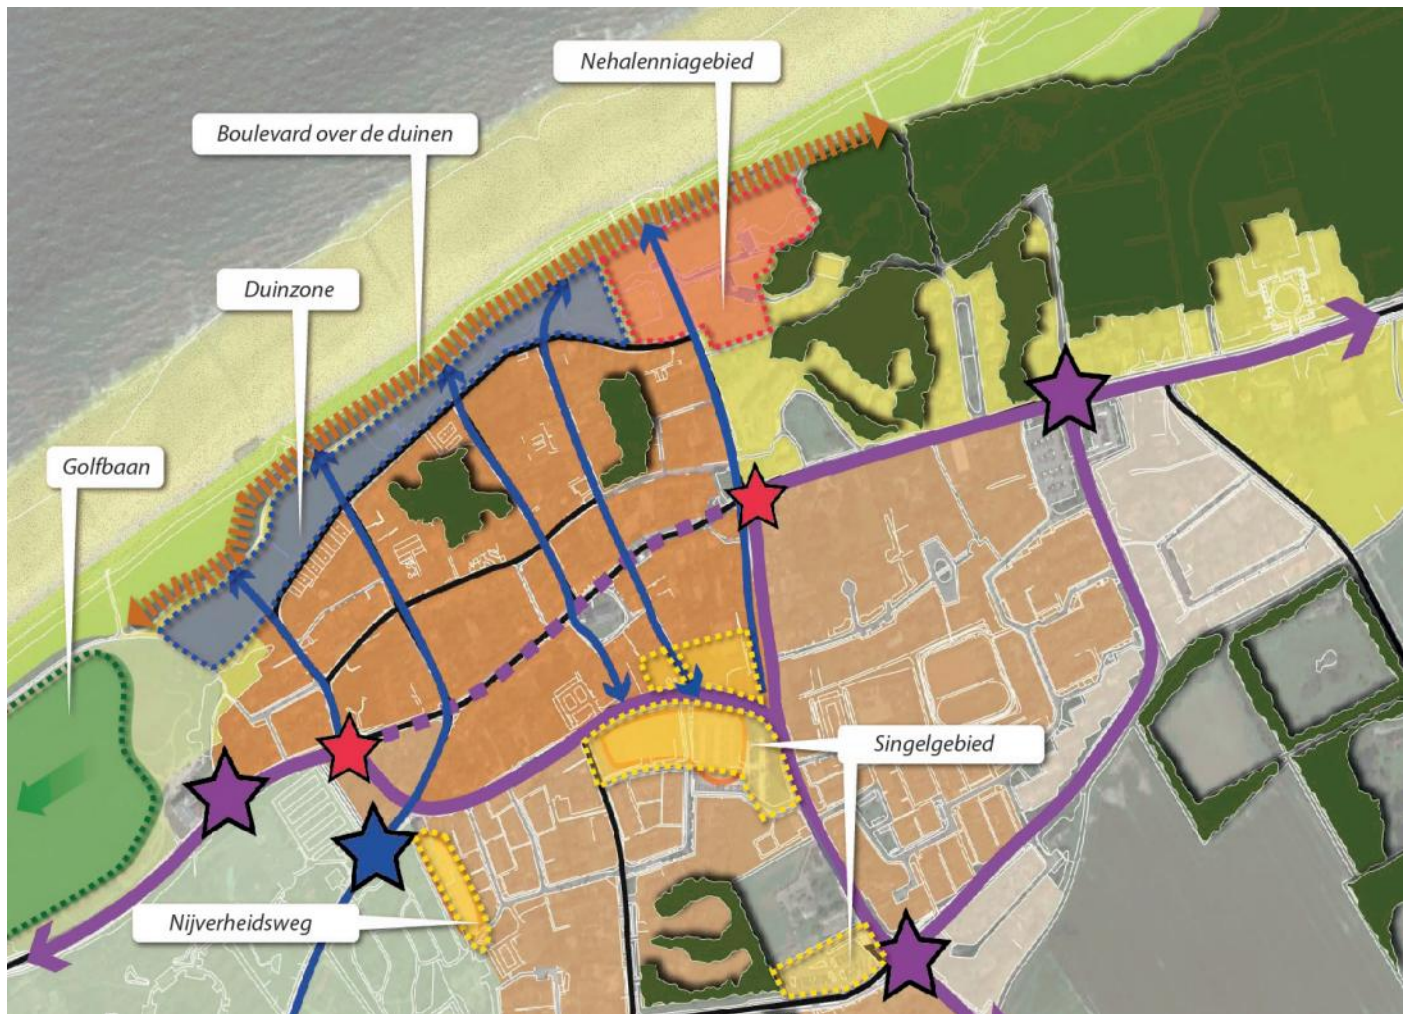 Nehalenniagebied
Boulevard over de duinen
Duinzone
Golfbaan
Singelgebied
Nijverheidsweg